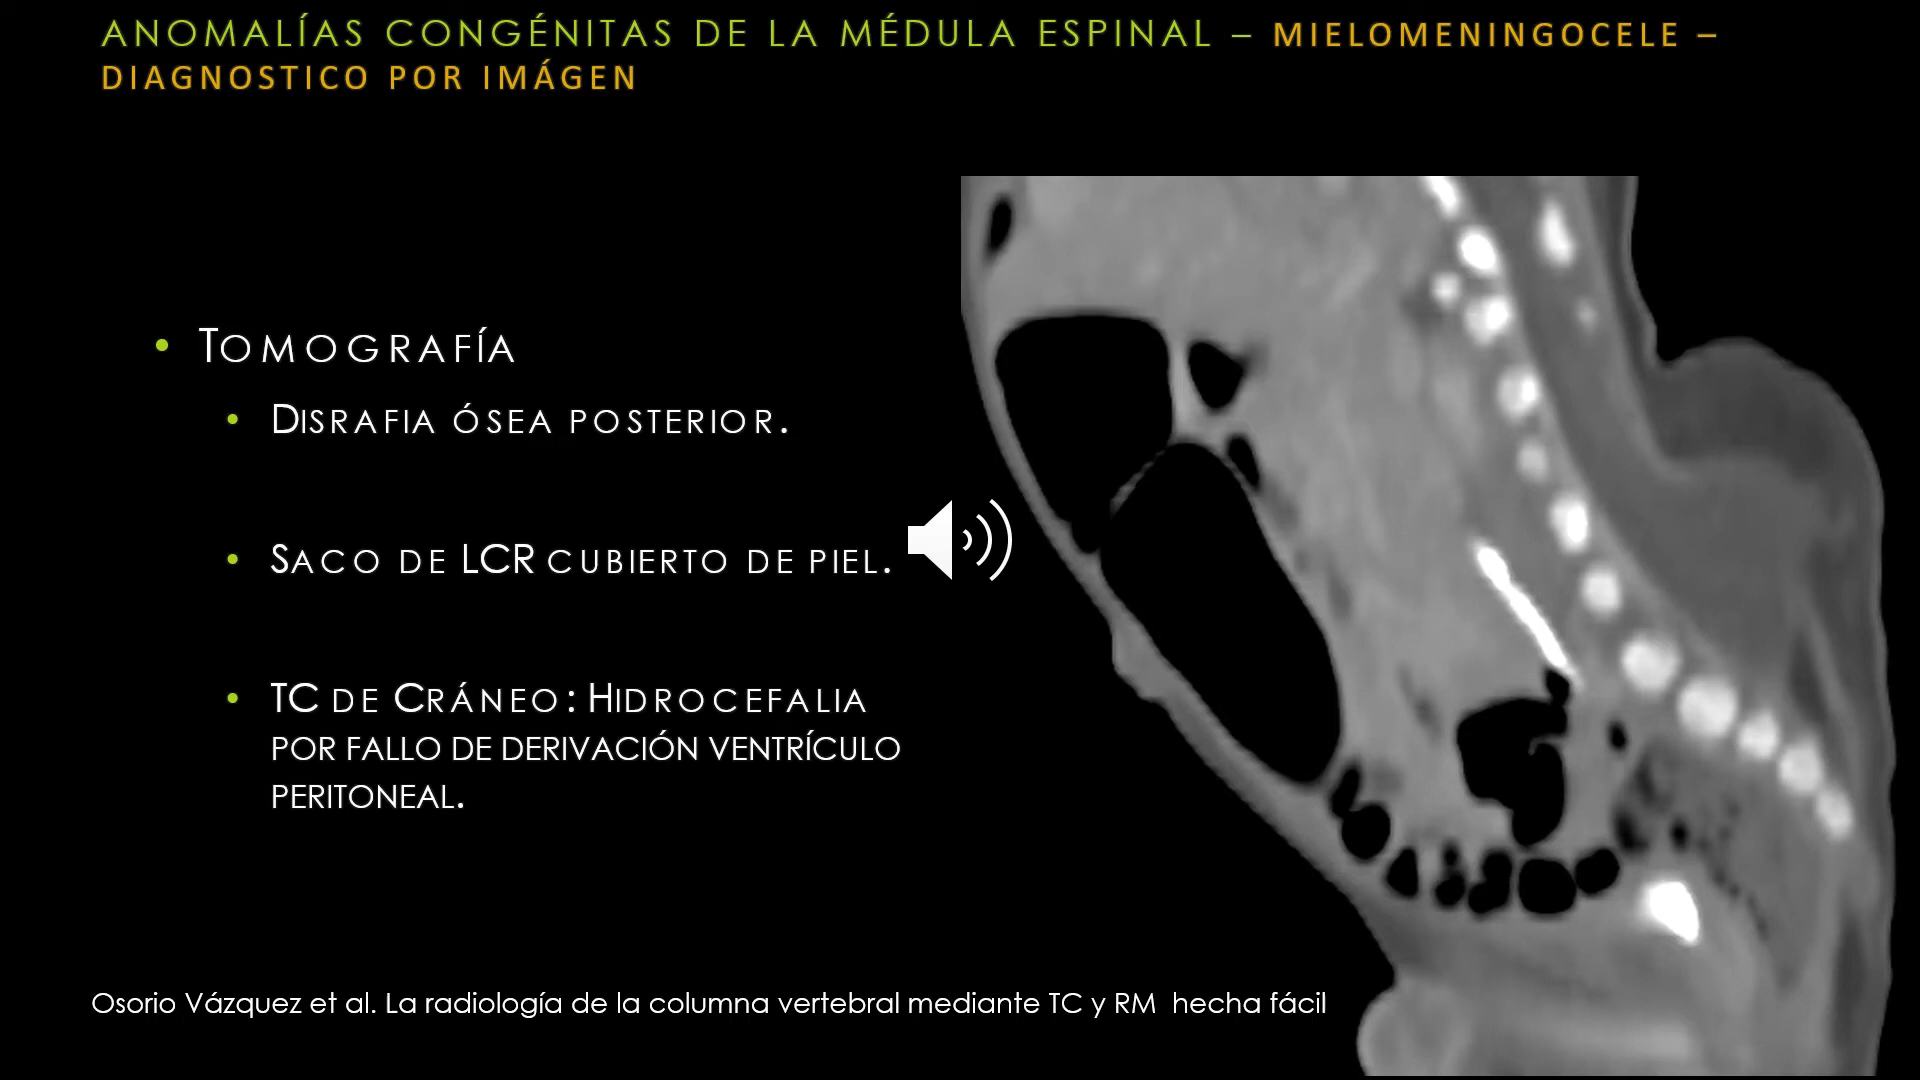 ANOMALÍAS CONGÉNITAS DE LA MÉDULA ESPINAL – MIELOMENINGOCELE –
DIAGNOSTICO POR IMÁGEN
• TOMOGRAFÍA
• DISRAFIA ÓSEA POSTERIOR.
• SACO DE LCR CUBIERTO DE PIEL.
• TC DE CRÁNEO: HIDROCEFALIA
POR FALLO DE DERIVACIÓN VENTRÍCULO
PERITONEAL.
Osorio Vázquez et al. La radiología de la columna vertebral mediante TC y RM hecha fácil